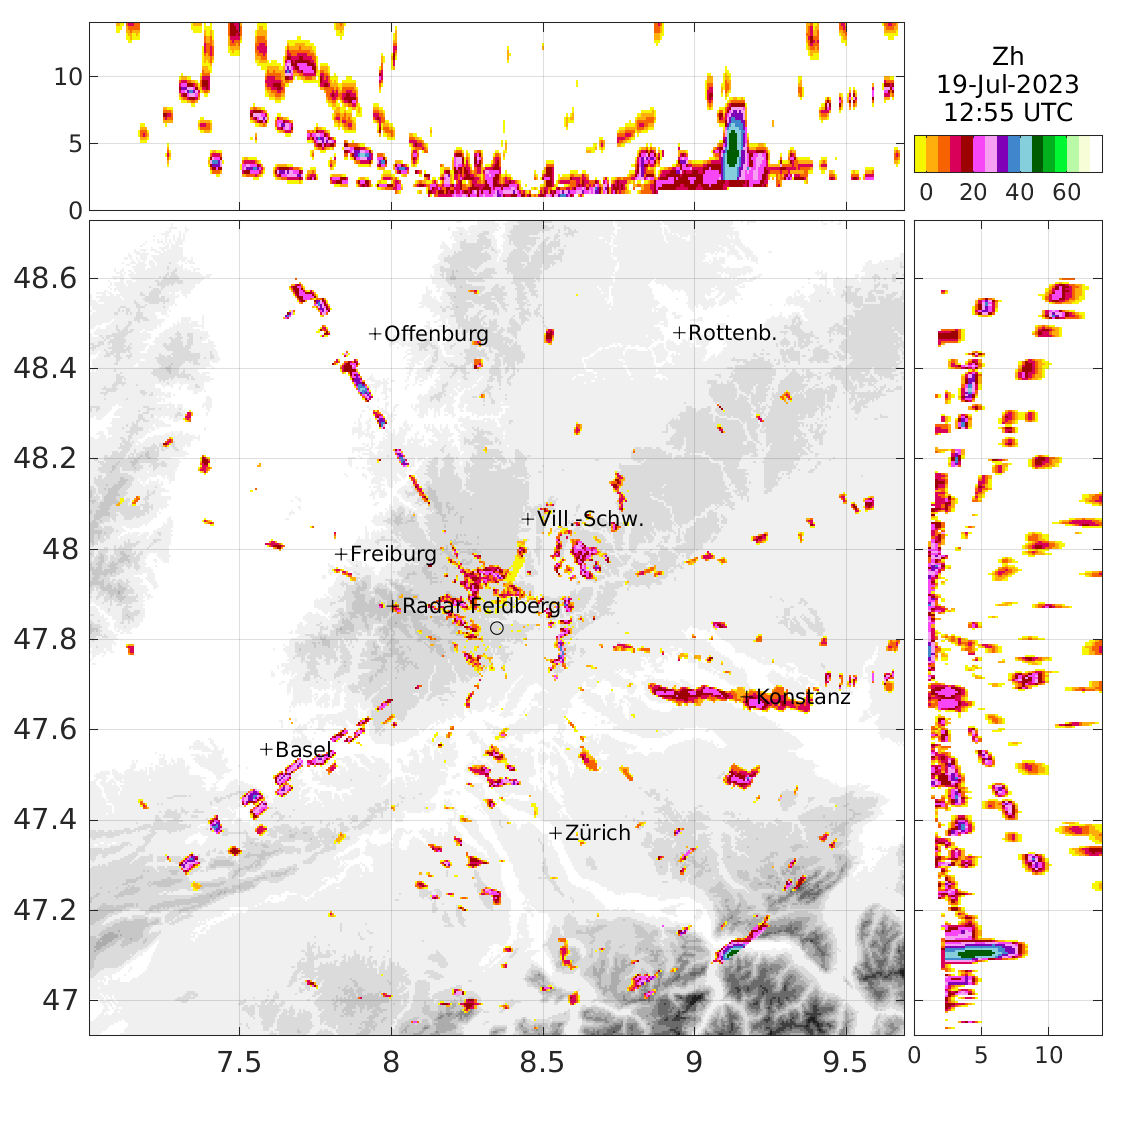 10
5
0
Zh
19-Jul-2023
12:55 UTC
0 20 40 60
48.6
48.4
48.2
48
47.8
47.6
47.4
47.2
47
+Offenburg
+Rottenb.
+Vill.-Schw.
+Freiburg
+Radar Feldberg
+Konstanz
+Basel
+Zürich
7.5 8 8.5 9 9.5
0 5 10